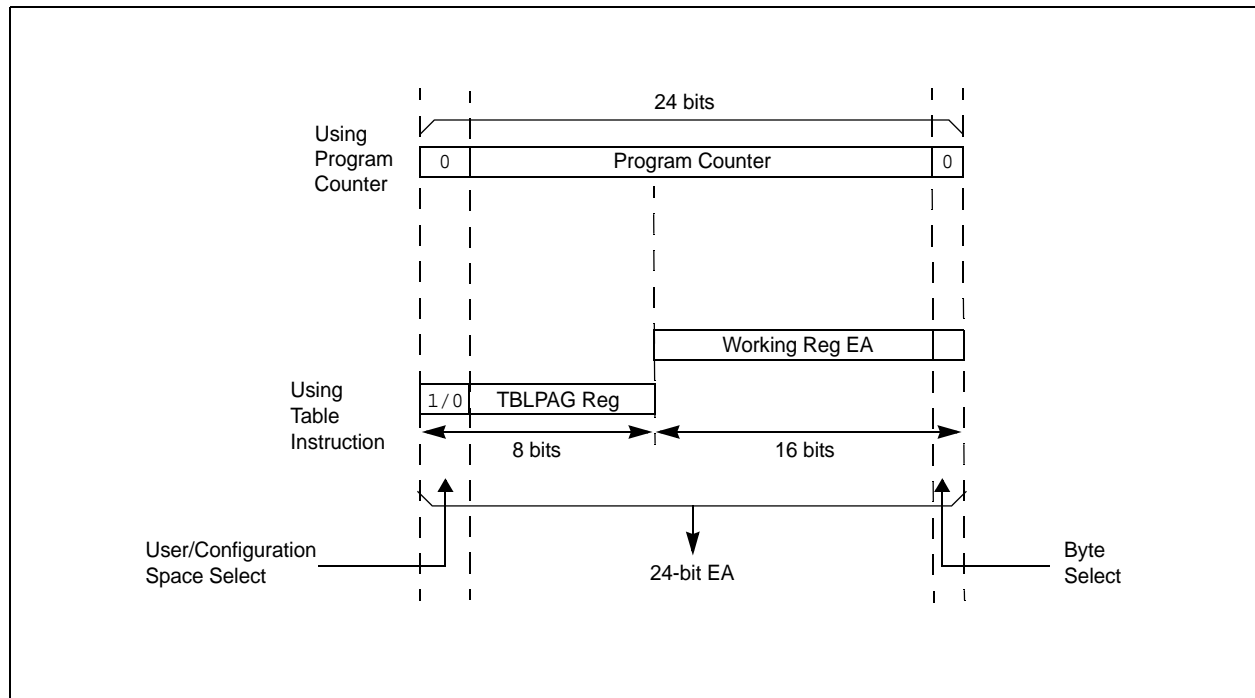 24 bits
Using
Program
Counter
0
Program Counter
0
Working Reg EA
Using
Table
Instruction
1/0
TBLPAG Reg
8 bits
16 bits
User/Configuration
Space Select
24-bit EA
Byte
Select